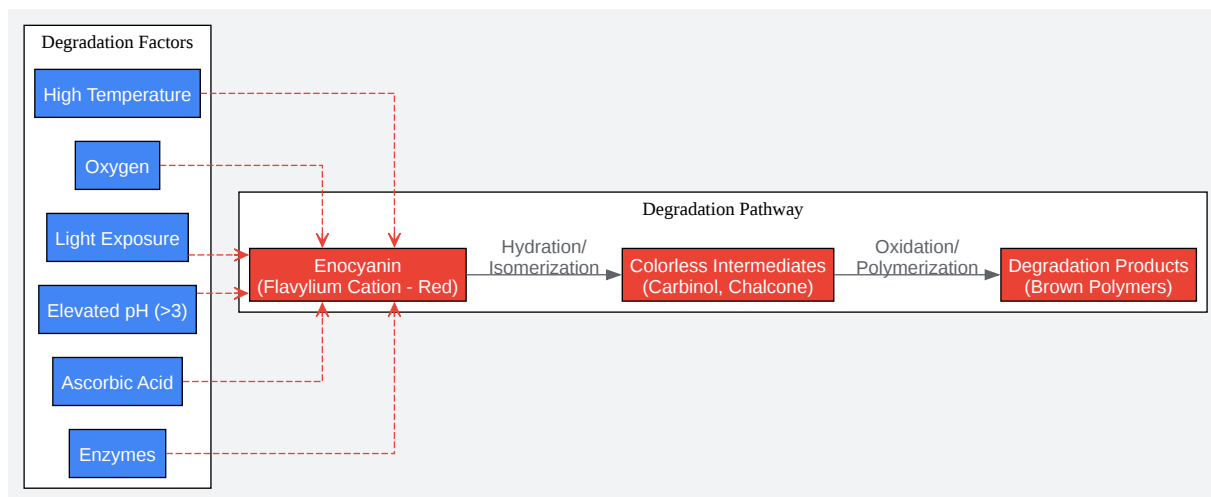 Degradation Factors
High Temperature
Oxygen
Light Exposure
Elevated pH (>3)
Ascorbic Acid
Enzymes
Degradation Pathway
Enocyanin
(Flavylium Cation - Red)
Hydration/
Isomerization
Colorless Intermediates
(Carbinol, Chalcone)
Oxidation/
Polymerization
Degradation Products
(Brown Polymers)